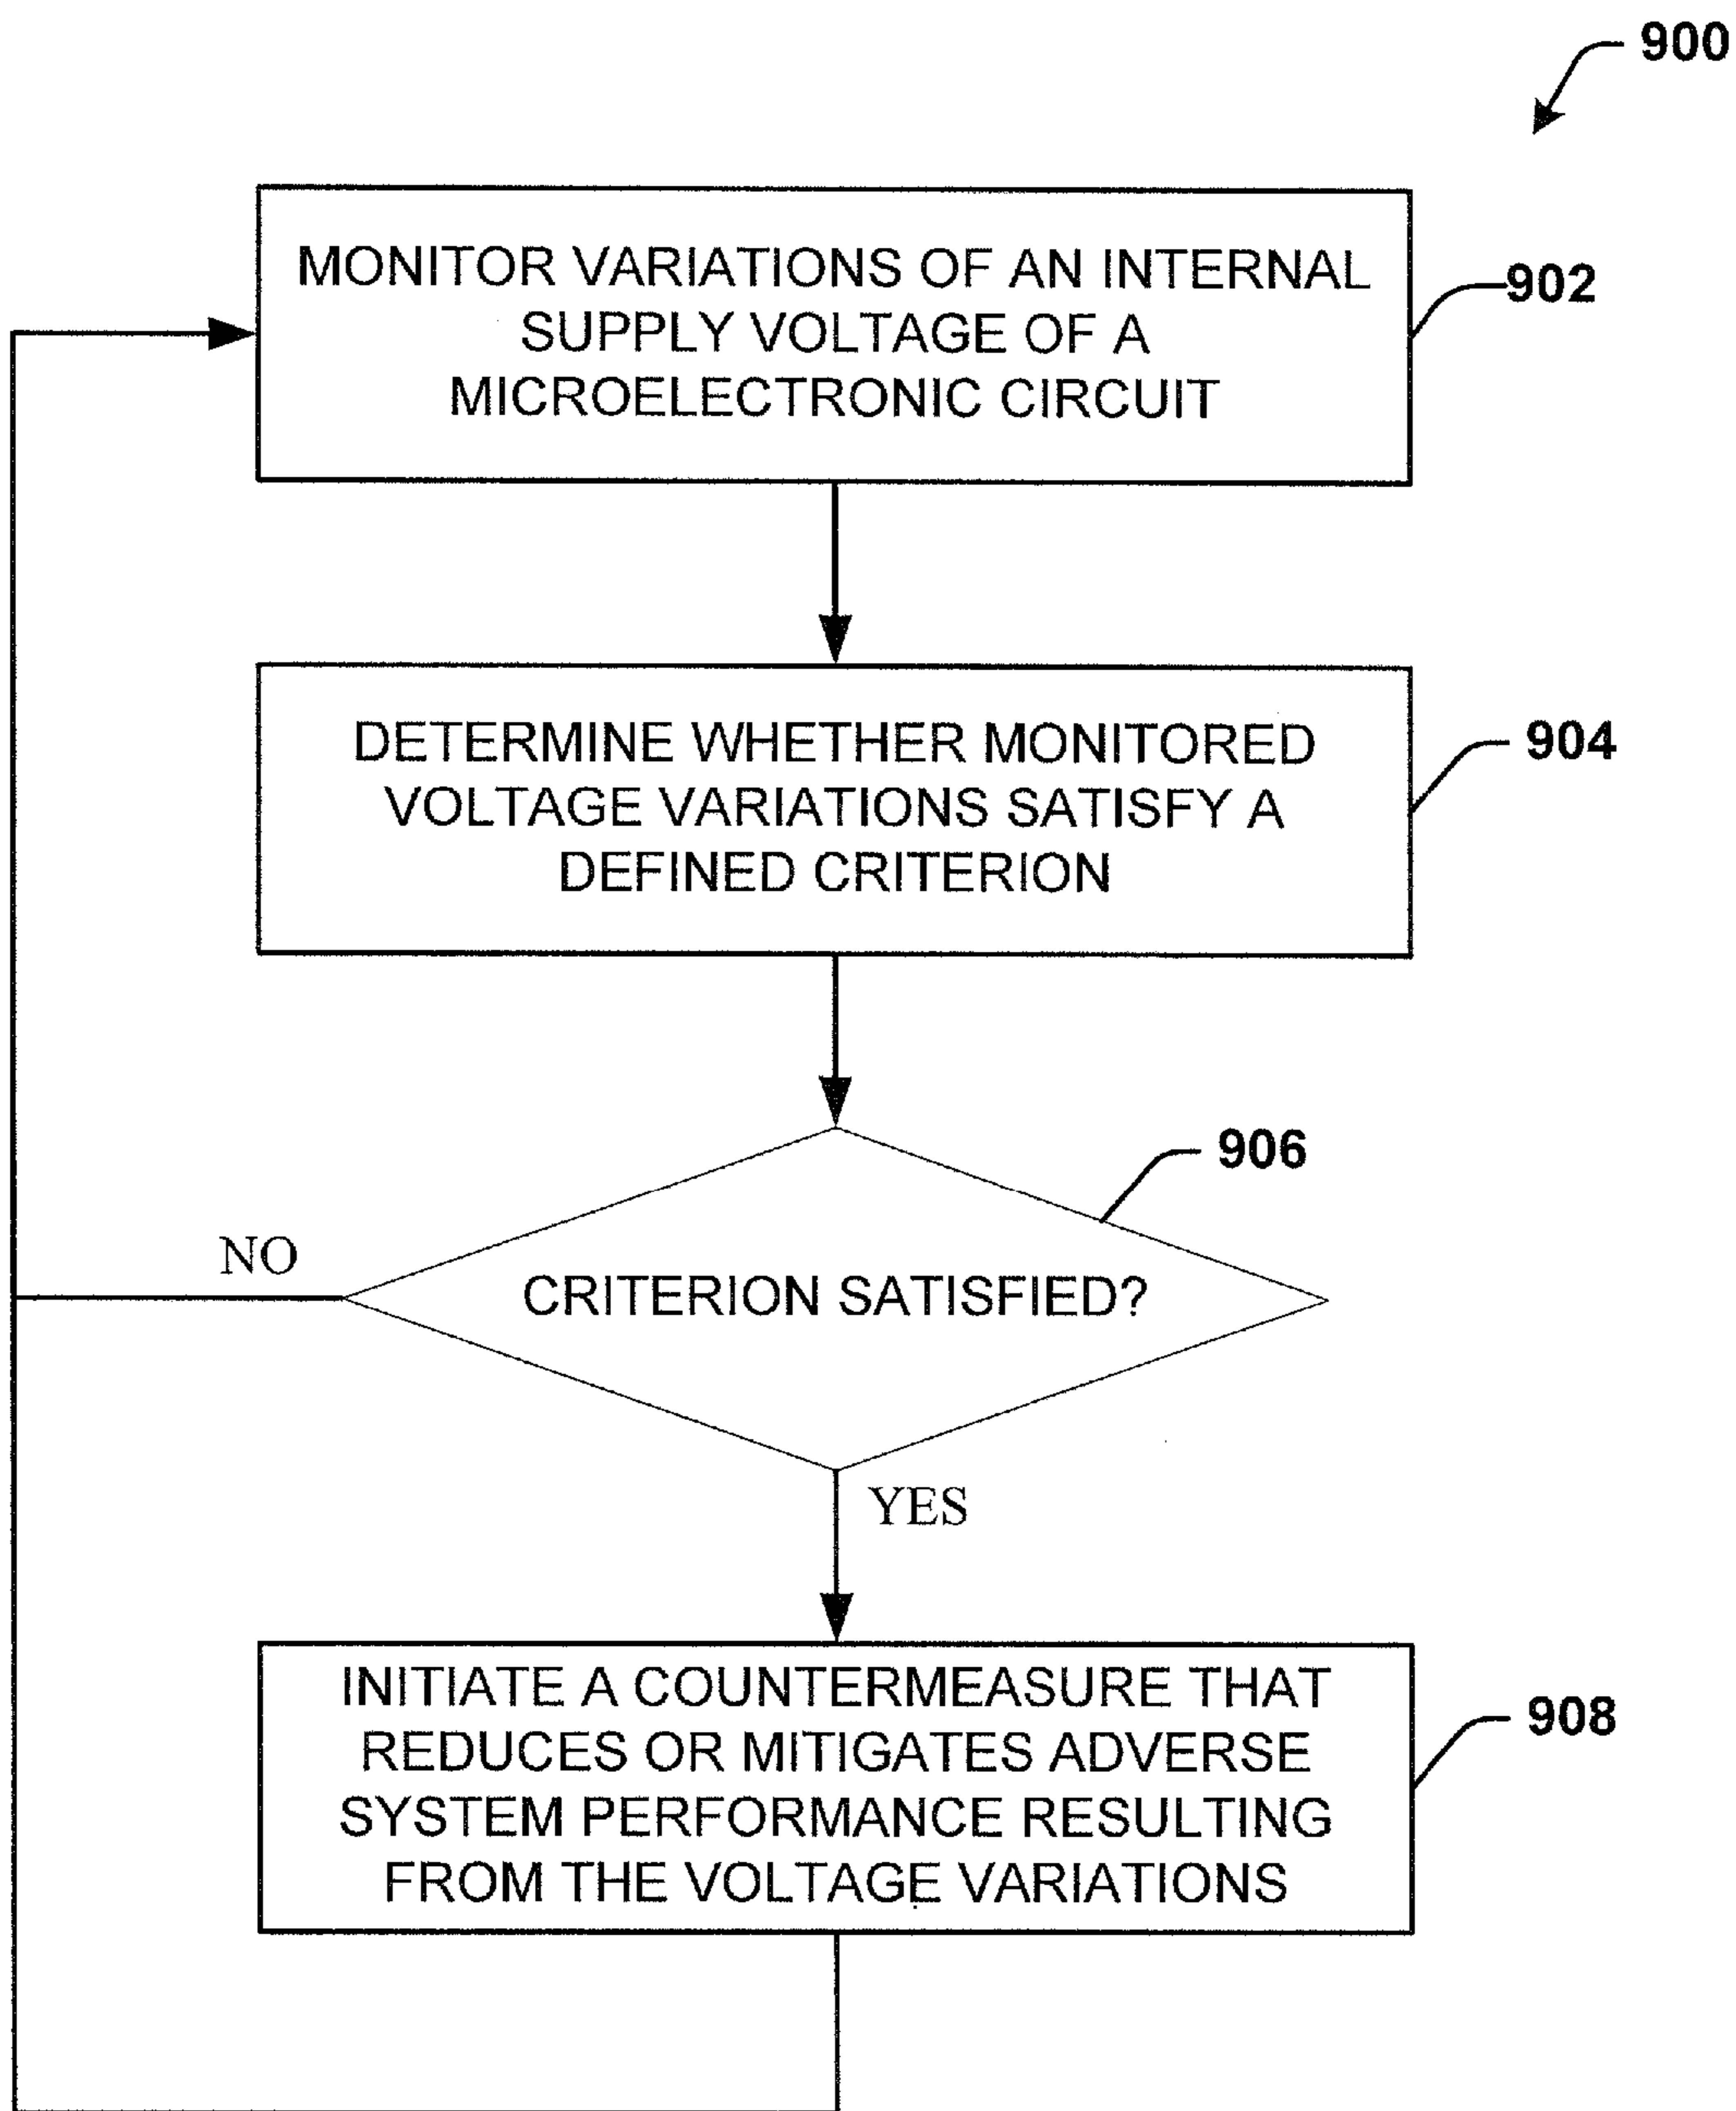 900
MONITOR VARIATIONS OF AN INTERNAL
SUPPLY VOLTAGE OF A
MICROELECTRONIC CIRCUIT
902
DETERMINE WHETHER MONITORED
VOLTAGE VARIATIONS SATISFY A
DEFINED CRITERION
904
906
NO
CRITERION SATISFIED?
YES
INITIATE A COUNTERMEASURE THAT
REDUCES OR MITIGATES ADVERSE
SYSTEM PERFORMANCE RESULTING
FROM THE VOLTAGE VARIATIONS
908